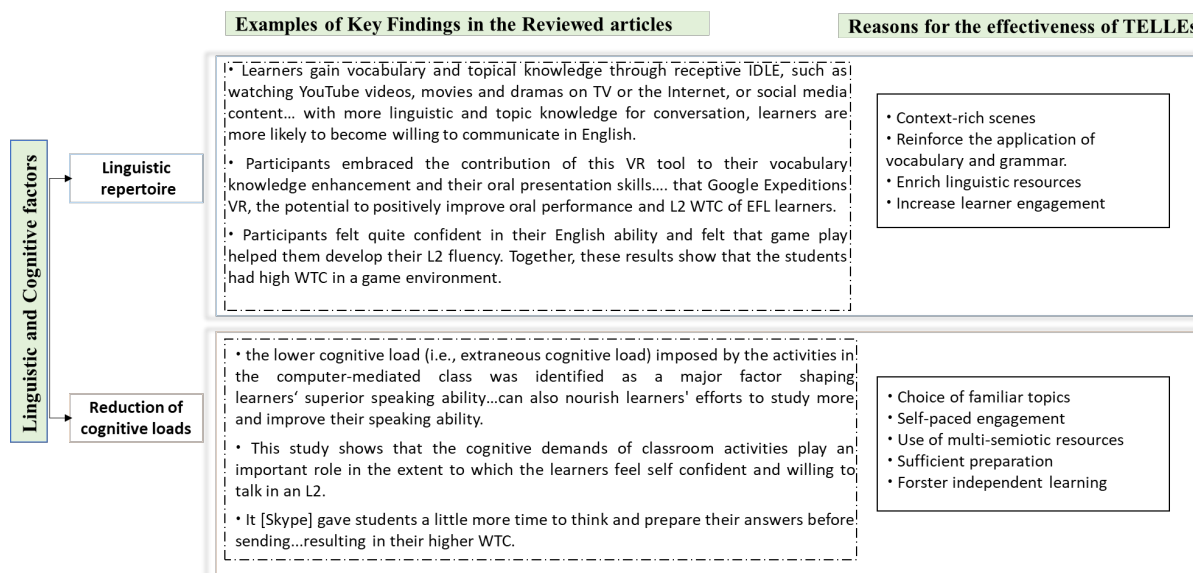 Examples of Key Findings in the Reviewed articles
Reasons for the effectiveness of TELLEs
Linguistic and Cognitive factors
Linguistic
repertoire
• Learners gain vocabulary and topical knowledge through receptive IDLE, such as
watching YouTube videos, movies and dramas on TV or the Internet, or social media
content... with more linguistic and topic knowledge for conversation, learners are
more likely to become willing to communicate in English.
• Participants embraced the contribution of this VR tool to their vocabulary
knowledge enhancement and their oral presentation skills.... that Google Expeditions
VR, the potential to positively improve oral performance and L2 WTC of EFL learners.
• Participants felt quite confident in their English ability and felt that game play
helped them develop their L2 fluency. Together, these results show that the students
had high WTC in a game environment.
• Context-rich scenes
• Reinforce the application of
vocabulary and grammar.
• Enrich linguistic resources
• Increase learner engagement
Reduction of
cognitive loads
• the lower cognitive load (i.e., extraneous cognitive load) imposed by the activities in
the computer-mediated class was identified as a major factor shaping
learners‘ superior speaking ability...can also nourish learners' efforts to study more
and improve their speaking ability.
• This study shows that the cognitive demands of classroom activities play an
important role in the extent to which the learners feel self confident and willing to
talk in an L2.
• It [Skype] gave students a little more time to think and prepare their answers before
sending...resulting in their higher WTC.
• Choice of familiar topics
• Self-paced engagement
• Use of multi-semiotic resources
• Sufficient preparation
• Forster independent learning